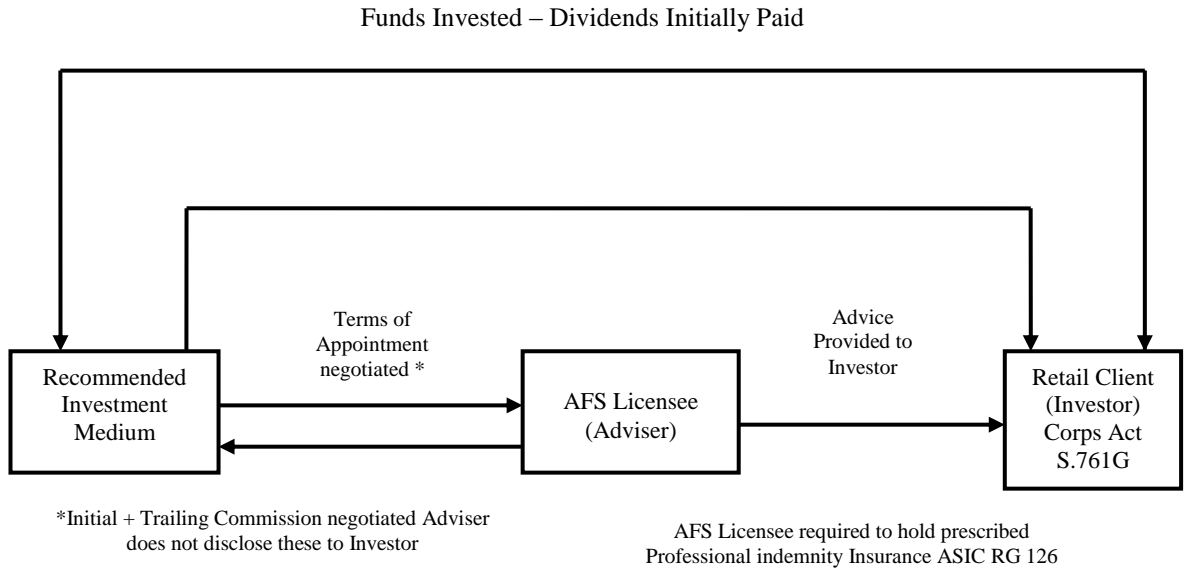 Funds Invested – Dividends Initially Paid
Terms of
Appointment
negotiated *
Advice
Provided to
Investor
Recommended
Investment
Medium
AFS Licensee
(Adviser)
Retail Client
(Investor)
Corps Act
S.761G
*Initial + Trailing Commission negotiated Adviser
does not disclose these to Investor
AFS Licensee required to hold prescribed
Professional indemnity Insurance ASIC RG 126